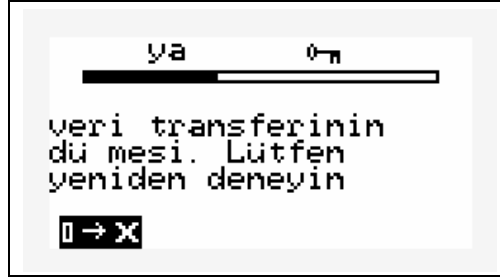 ya
veri transferinin
dü mesi. Lütfen
yeniden deneyin